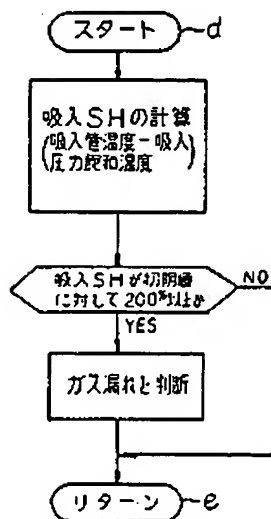 スタート
d
吸入SHの計算
(吸入管温度-吸入
圧力飽和温度)
吸入SHが初期値
に対して200%以上か
NO
YES
ガス漏れと判断
リターン
e